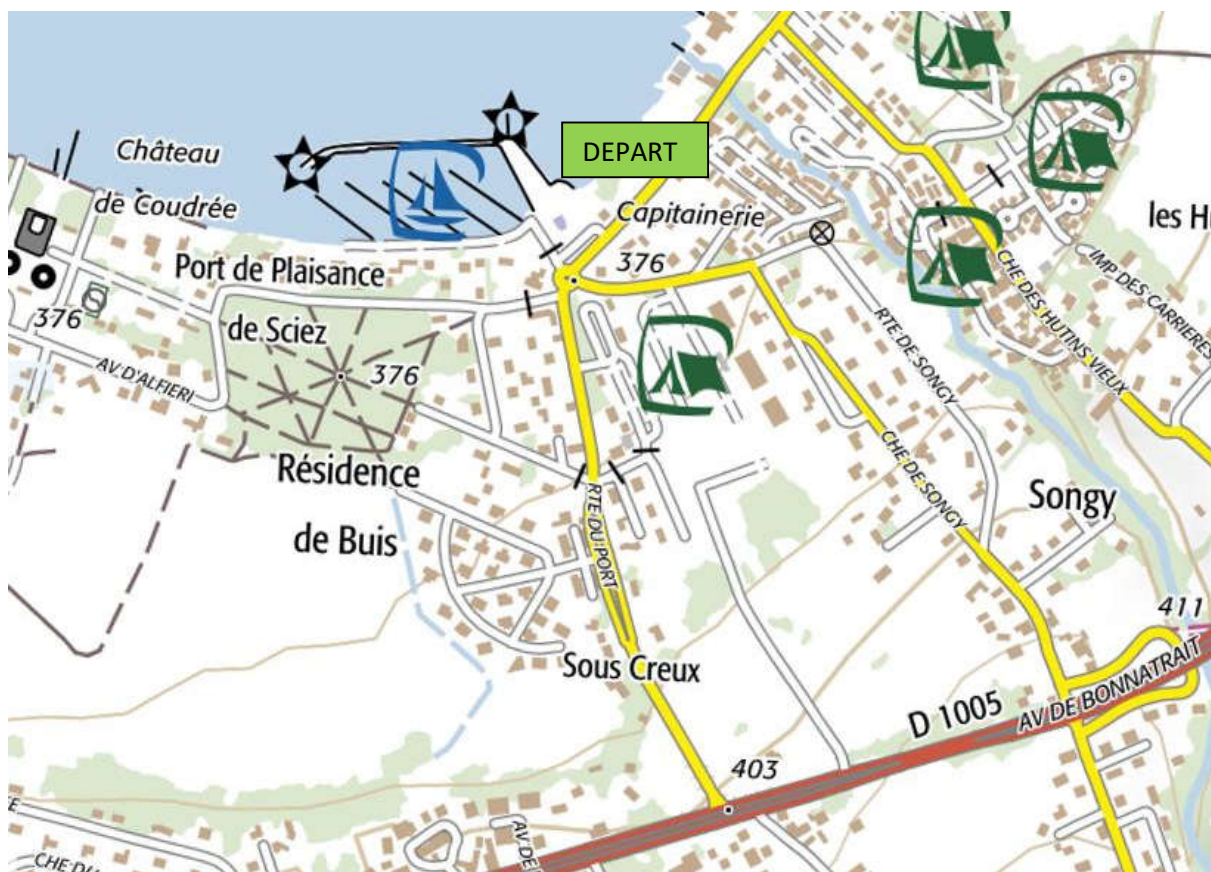 DEPART
Château
de Coudrée
Capitainerie
les H
376
Port de Plaisance
de Sciez
IMP DES CARRIERES
CHE DES HUTINS VIEUX
376
376
RTE DE SONGY
AV D'ALFIERI
CHE DE SONGY
Résidence
de Buis
RTE DU PORT
Songy
411
Sous Creux
D 1005
AV DE BONNATRAIT
403
AV DE
CHE DU